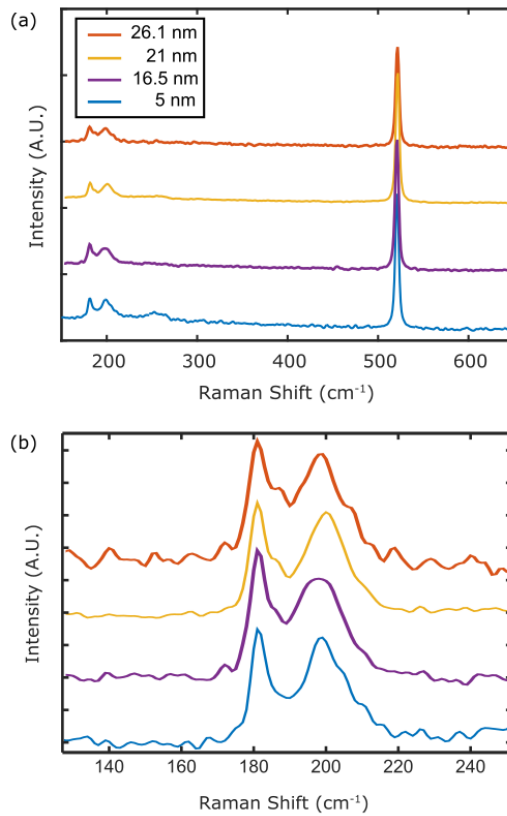 (a)
26.1 nm
21 nm
16.5 nm
5 nm
Intensity (A.U.)
200 300 400 500 600
Raman Shift (cm⁻¹)
(b)
Intensity (A.U.)
140 160 180 200 220 240
Raman Shift (cm⁻¹)